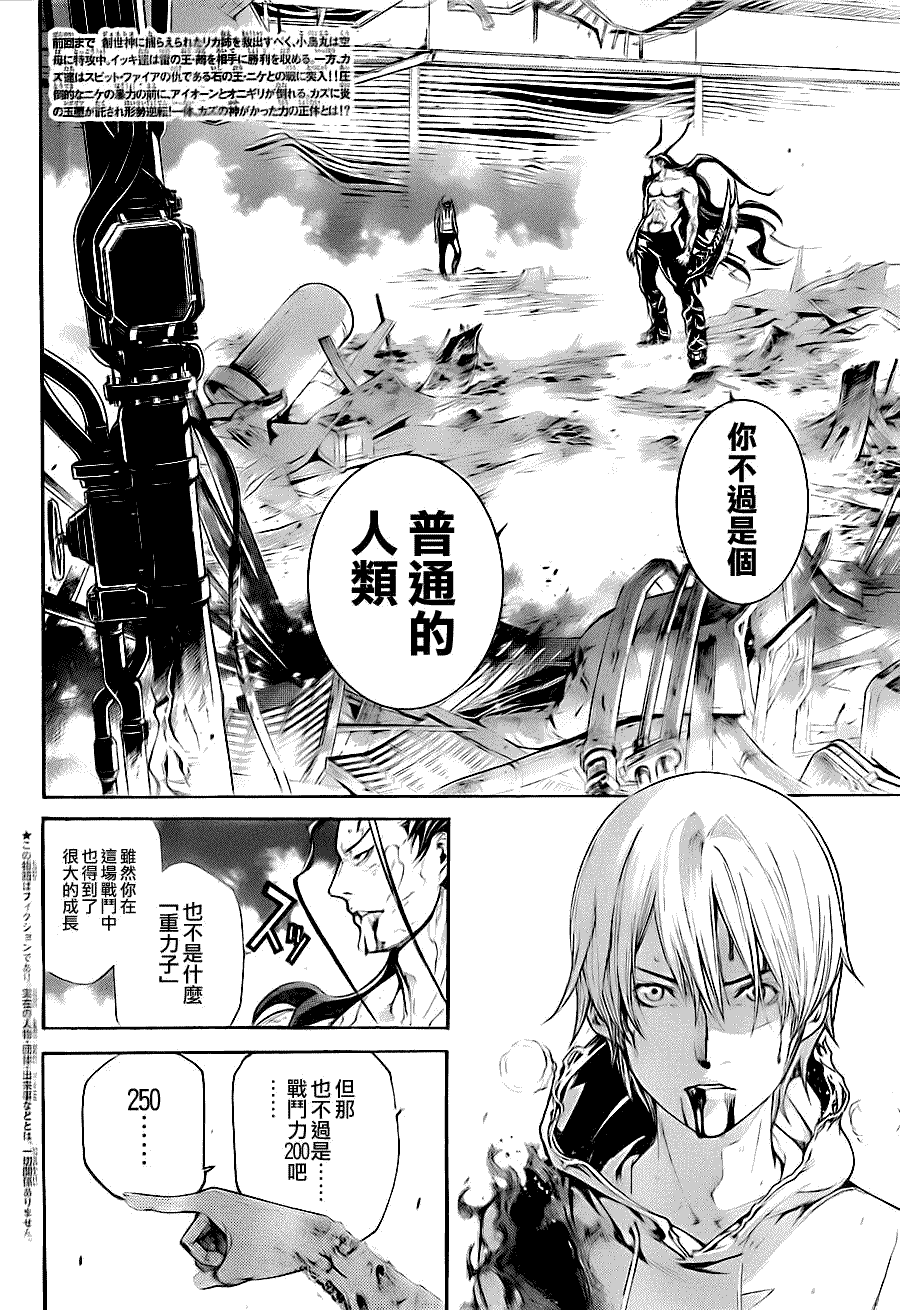 前回まで 創世神に捕らえられたリカ姉を救出すべく、小烏丸は空
母に特攻中。イッキ達は雷の王・鵺を相手に勝利を収める。一方、カ
ズ達はスピット・ファイアの仇である石の王・ニケとの戦に突入!!圧
倒的なニケの暴力の前に、アイオーンとオニギリが倒れる。カズに炎
の玉璽が託され形勢逆転!一体、カズの神がかった力の正体とは!?
你不過是個
普通的
人類
也不是什麼
「重力子」
雖然你在
這場戰鬥中
也得到了
很大的成長
但那
也不過是……
戰鬥力200吧
……
250
……
★この物語はフィクションであり、実在の人物・団体・出来事などとは、一切関係ありません。